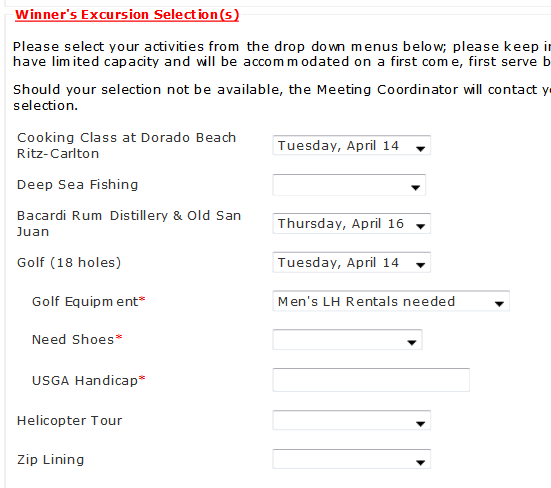 Winner's Excursion Selection(s)
Please select your activities from the drop down menus below; please keep
have limited capacity and will be accommodated on a first come, first serve
Should your selection not be available, the Meeting Coordinator will contact
selection.
Cooking Class at Dorado Beach
Ritz-Carlton
Tuesday, April 14
Deep Sea Fishing
Bacardi Rum Distillery & Old San
Juan
Thursday, April 16
Golf (18 holes)
Tuesday, April 14
Golf Equipment*
Men's LH Rentals needed
Need Shoes*
USGA Handicap*
Helicopter Tour
Zip Lining